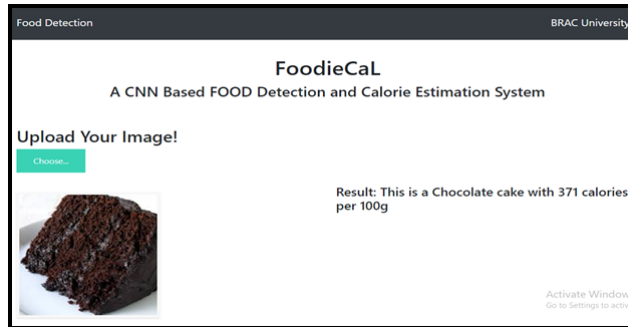 Food Detection BRAC University
FoodieCaL
A CNN Based FOOD Detection and Calorie Estimation System
Upload Your Image!
Choose...
Result: This is a Chocolate cake with 371 calories
per 100g
Activate Window
Go to Settings to activ